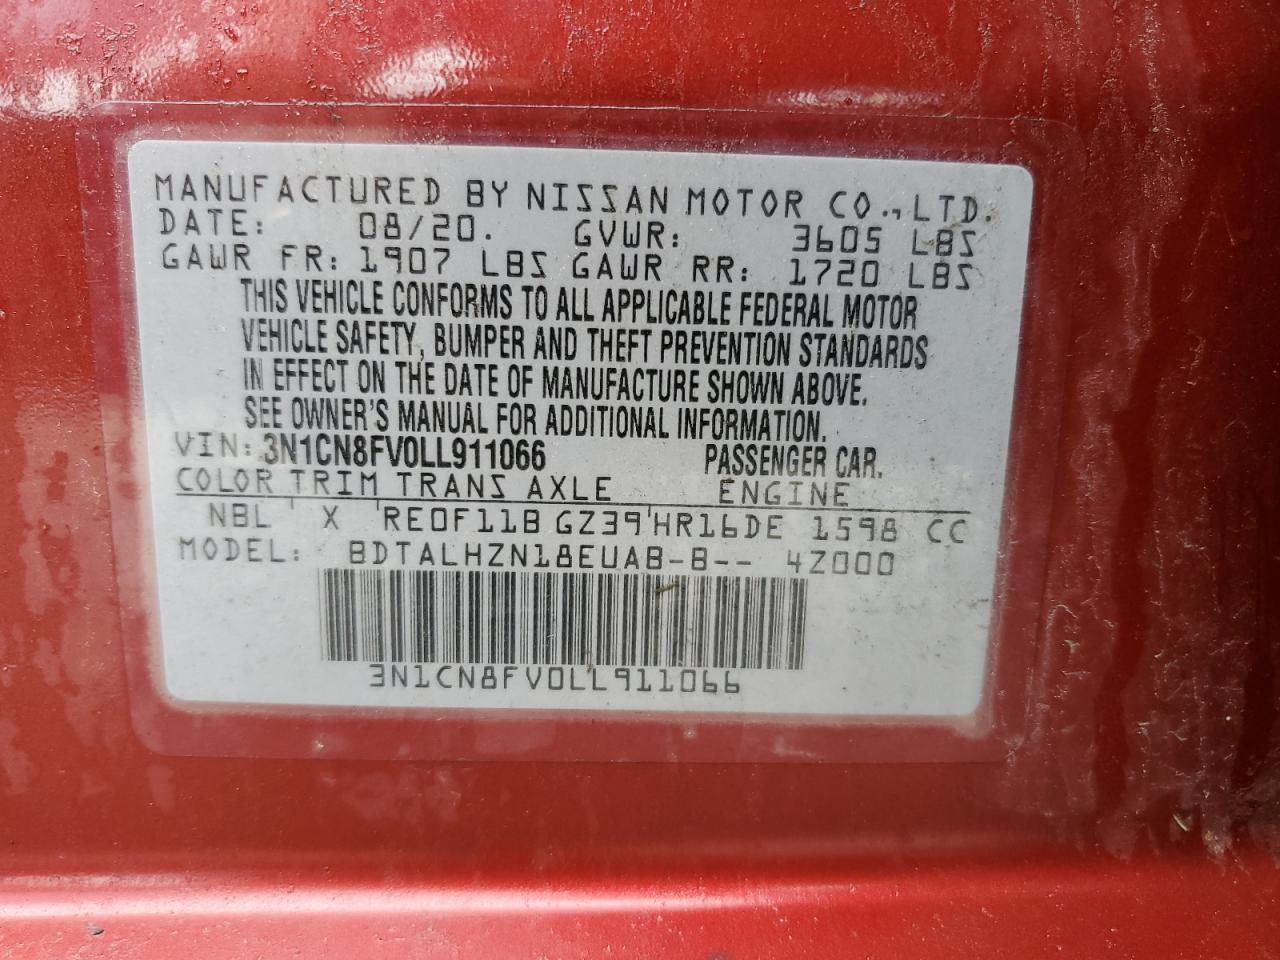 MANUFACTURED BY NISSAN MOTOR CO., LTD.
DATE: 08/20. GVWR: 3605 LBS
GAWR FR: 1907 LBS GAWR RR: 1720 LBS
THIS VEHICLE CONFORMS TO ALL APPLICABLE FEDERAL MOTOR
VEHICLE SAFETY, BUMPER AND THEFT PREVENTION STANDARDS
IN EFFECT ON THE DATE OF MANUFACTURE SHOWN ABOVE.
SEE OWNER'S MANUAL FOR ADDITIONAL INFORMATION.
VIN: 3N1CN8FV0LL911066 PASSENGER CAR.
COLOR TRIM TRANS AXLE ENGINE
NBL X RE0F11B GZ39 HR16DE 1598 CC
MODEL: BDTALHZN18EUAB-B-- 4Z000
3N1CN8FV0LL911066